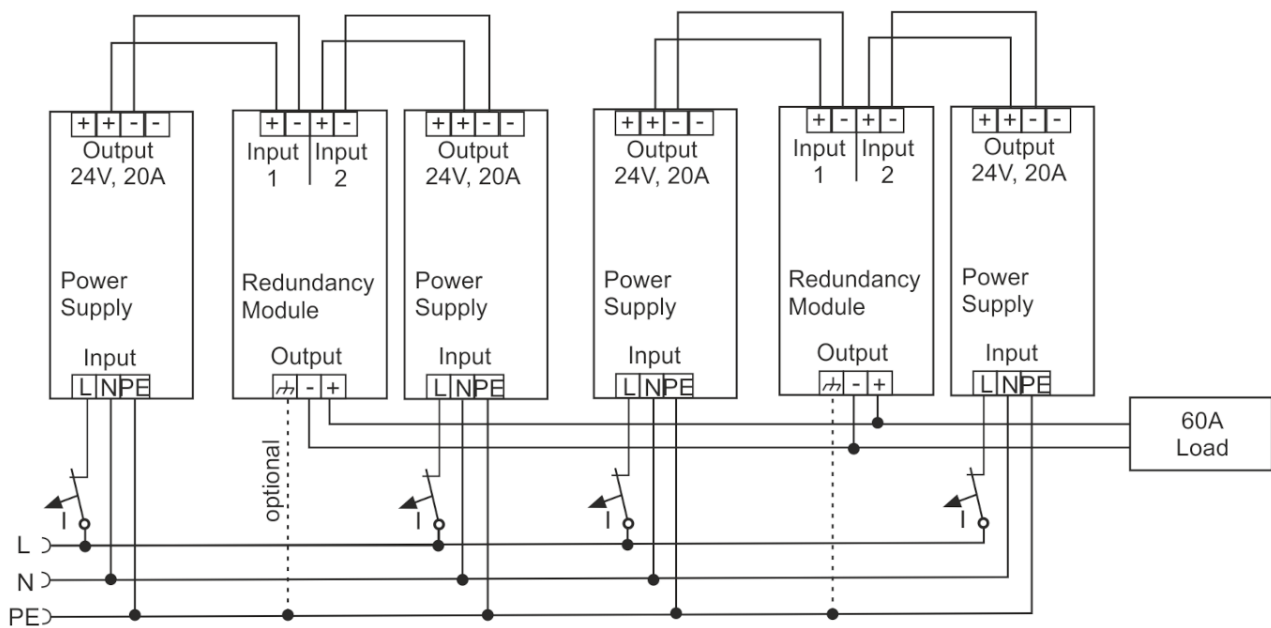 + + - -
Output
24V, 20A
Power
Supply
Input
L N PE
+ - + -
Input Input
1 2
Redundancy
Module
Output
- +
optional
+ + - -
Output
24V, 20A
Power
Supply
Input
L N PE
+ + - -
Output
24V, 20A
Power
Supply
Input
L N PE
+ - + -
Input Input
1 2
Redundancy
Module
Output
- +
+ + - -
Output
24V, 20A
Power
Supply
Input
L N PE
60A
Load
I
I
I
I
L
N
PE